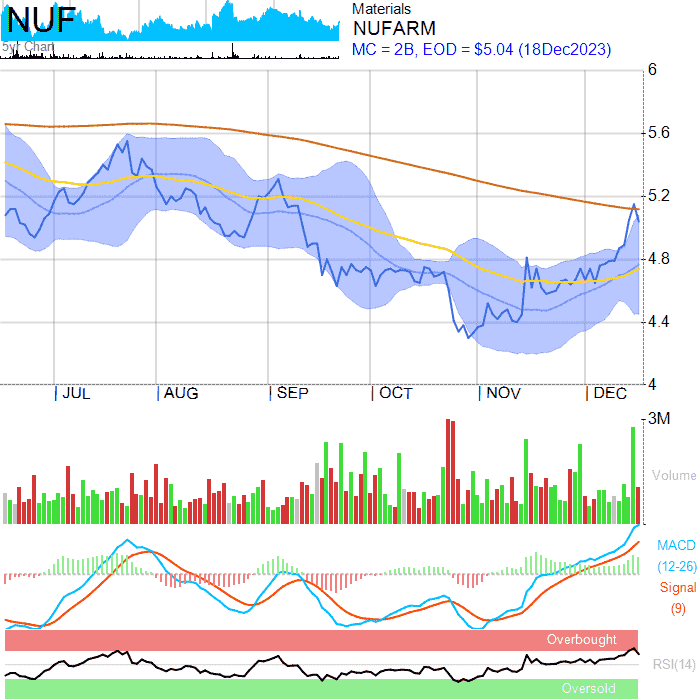 NUF
5yr Chart
Materials
NUFARM
MC = 2B, EOD = $5.04 (18Dec2023)
6
5.6
5.2
4.8
4.4
4
JUL AUG SEP OCT NOV DEC
3M
Volume
MACD
(12-26)
Signal
(9)
Overbought
RSI(14)
Oversold